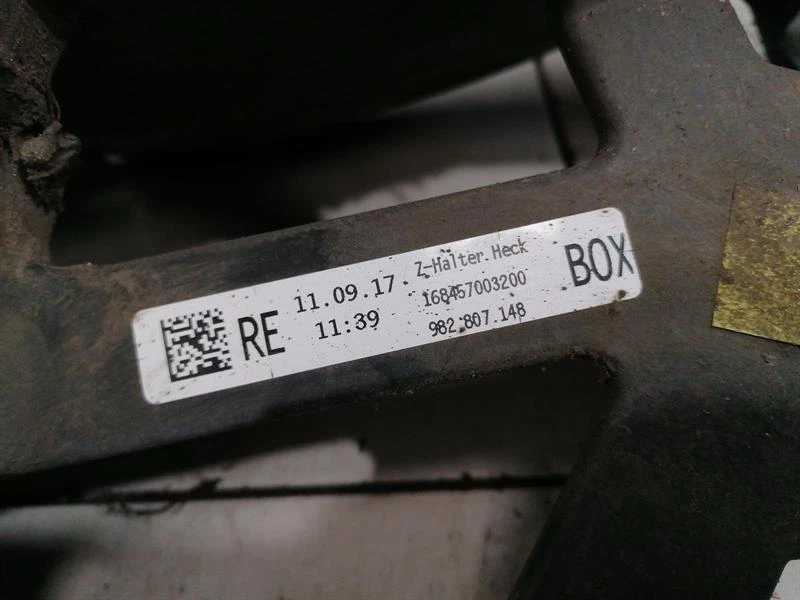 RE
11.09.17
11:39
Z-Halter.Heck
168457003200
982.807.148
BOX